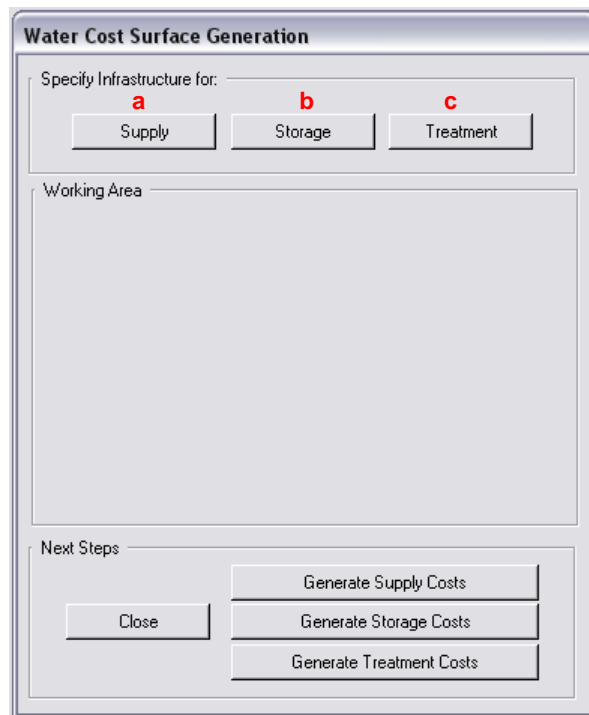 Water Cost Surface Generation
Specify Infrastructure for:
a b c
Supply Storage Treatment
Working Area
Next Steps
Generate Supply Costs
Close Generate Storage Costs
Generate Treatment Costs